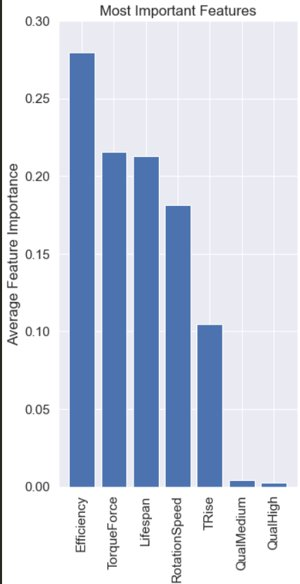 Most Important Features
Average Feature Importance
0.30
0.25
0.20
0.15
0.10
0.05
0.00
Efficiency
TorqueForce
Lifespan
RotationSpeed
TRise
QualMedium
QualHigh